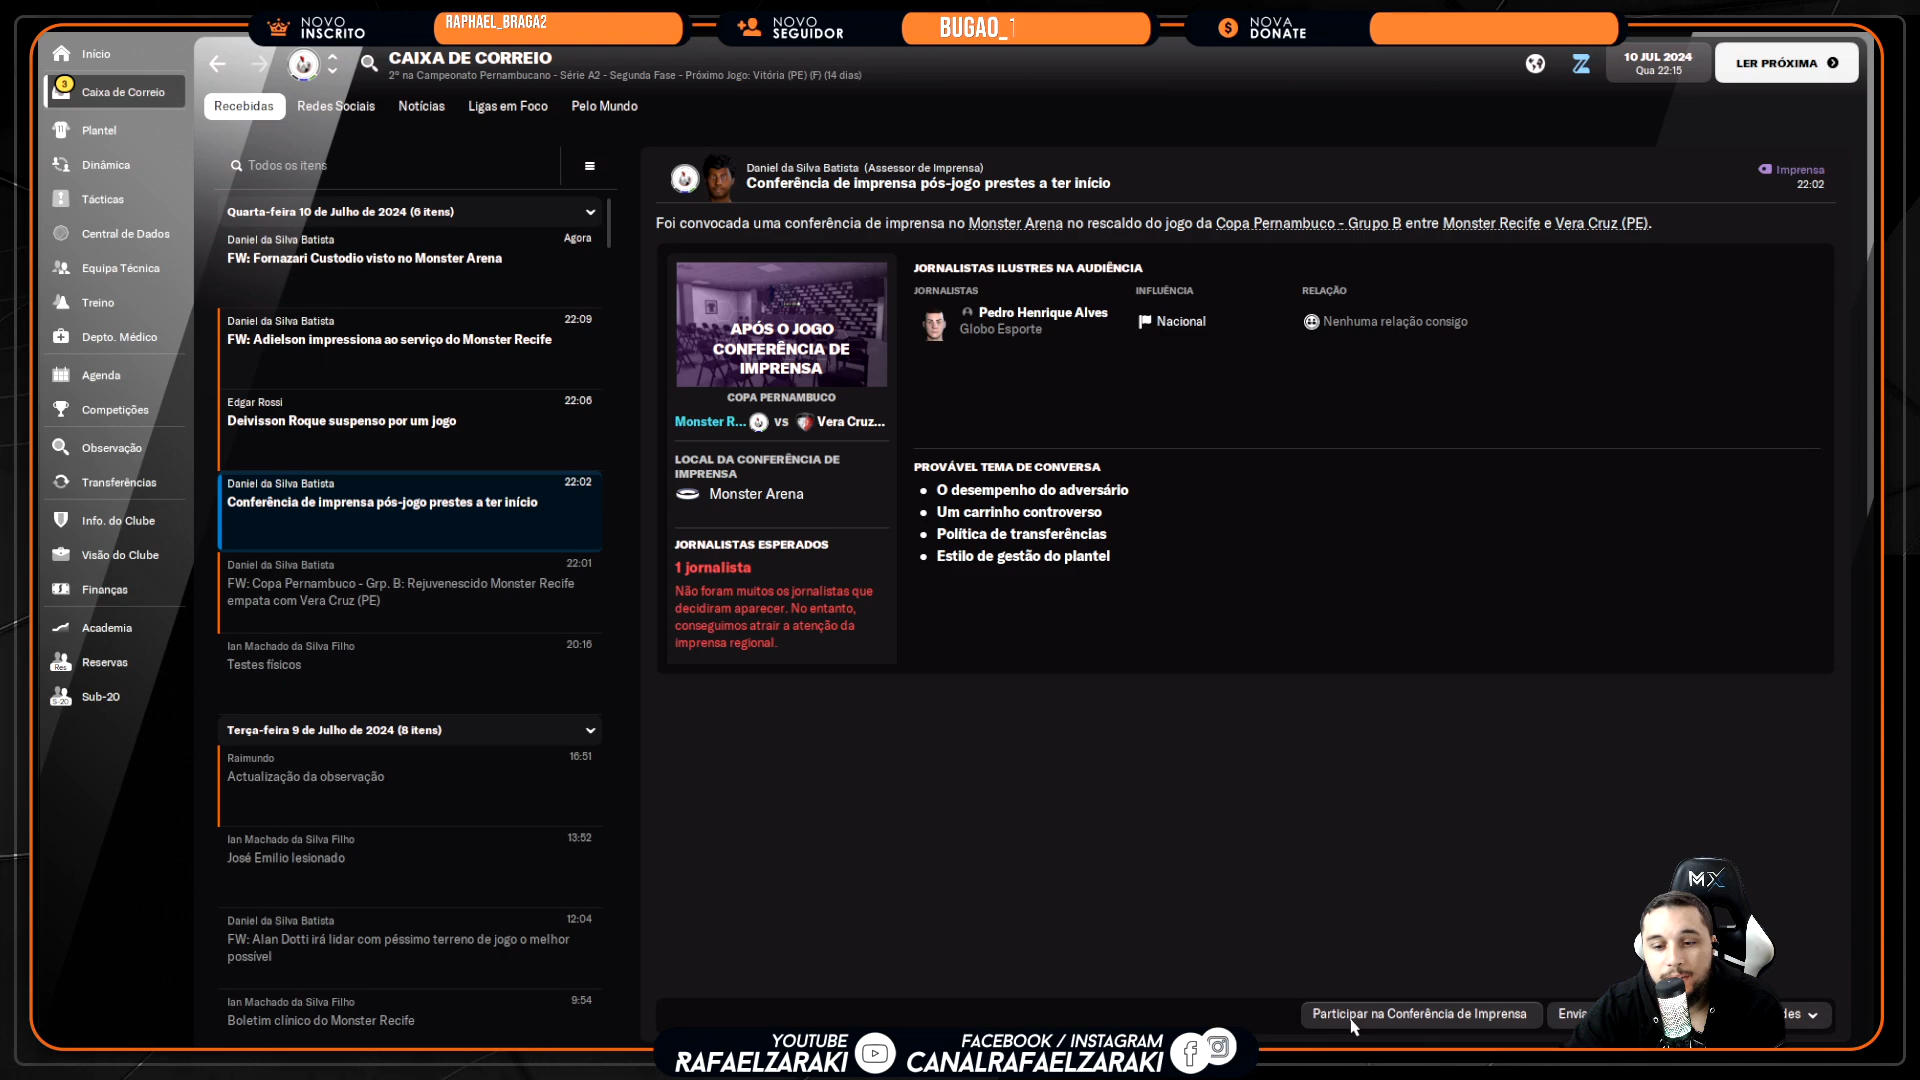 NOVO
INSCRITO
RAPHAEL_BRAGA2
NOVO
SEGUIDOR
BUGAO_1
NOVA
DONATE
Início
3
Caixa de Correio
Plantel
Dinâmica
Tácticas
Central de Dados
Equipa Técnica
Treino
Depto. Médico
Agenda
Competições
Observação
Transferências
Info. do Clube
Visão do Clube
Finanças
Academia
Res
Reservas
S-20
Sub-20
CAIXA DE CORREIO
2º na Campeonato Pernambucano - Série A2 - Segunda Fase - Próximo Jogo: Vitória (PE) (F) (14 dias)
10 JUL 2024
Qua 22:15
LER PRÓXIMA
Recebidas
Redes Sociais
Notícias
Ligas em Foco
Pelo Mundo
Todos os itens
Quarta-feira 10 de Julho de 2024 (6 itens)
Daniel da Silva Batista
Agora
FW: Fornazari Custodio visto no Monster Arena
Daniel da Silva Batista
22:09
FW: Adielson impressiona ao serviço do Monster Recife
Edgar Rossi
22:06
Deivisson Roque suspenso por um jogo
Daniel da Silva Batista
22:02
Conferência de imprensa pós-jogo prestes a ter início
Daniel da Silva Batista
22:01
FW: Copa Pernambuco - Grp. B: Rejuvenescido Monster Recife
empata com Vera Cruz (PE)
Ian Machado da Silva Filho
20:16
Testes físicos
Terça-feira 9 de Julho de 2024 (8 itens)
Raimundo
16:51
Actualização da observação
Ian Machado da Silva Filho
13:52
José Emilio lesionado
Daniel da Silva Batista
12:04
FW: Alan Dotti irá lidar com péssimo terreno de jogo o melhor
possível
Ian Machado da Silva Filho
9:54
Boletim clínico do Monster Recife
Daniel da Silva Batista (Assessor de Imprensa)
Conferência de imprensa pós-jogo prestes a ter início
Imprensa
22:02
Foi convocada uma conferência de imprensa no Monster Arena no rescaldo do jogo da Copa Pernambuco - Grupo B entre Monster Recife e Vera Cruz (PE).
APÓS O JOGO
CONFERÊNCIA DE
IMPRENSA
COPA PERNAMBUCO
Monster R... vs Vera Cruz...
LOCAL DA CONFERÊNCIA DE
IMPRENSA
Monster Arena
JORNALISTAS ESPERADOS
1 jornalista
Não foram muitos os jornalistas que
decidiram aparecer. No entanto,
conseguimos atrair a atenção da
imprensa regional.
JORNALISTAS ILUSTRES NA AUDIÊNCIA
JORNALISTAS
INFLUÊNCIA
RELAÇÃO
Pedro Henrique Alves
Globo Esporte
Nacional
Nenhuma relação consigo
PROVÁVEL TEMA DE CONVERSA
• O desempenho do adversário
• Um carrinho controverso
• Política de transferências
• Estilo de gestão do plantel
Participar na Conferência de Imprensa
Envia
des
MX
YOUTUBE
RAFAELZARAKI
FACEBOOK / INSTAGRAM
CANALRAFAELZARAKI